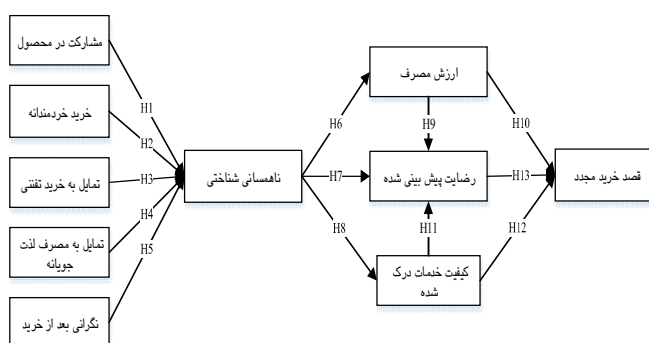 مشارکت در محصول
خرید خردمندانه
تمایل به خرید تفننی
تمایل به مصرف لذت
جویانه
نگرانی بعد از خرید
H1
H2
H3
H4
H5
ناهمسانی شناختی
H6
H7
H8
ارزش مصرف
H9
رضایت پیش بینی شده
H11
کیفیت خدمات درک
شده
H10
H13
H12
قصد خرید مجدد